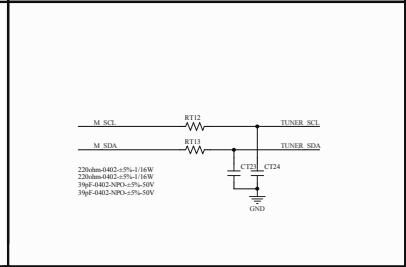 RT12
M_SCL TUNER_SCL
RT13
M_SDA TUNER_SDA
220ohm-0402-±5%-1/16W
220ohm-0402-±5%-1/16W
39pF-0402-NPO-±5%-50V
39pF-0402-NPO-±5%-50V
CT23 CT24
GND